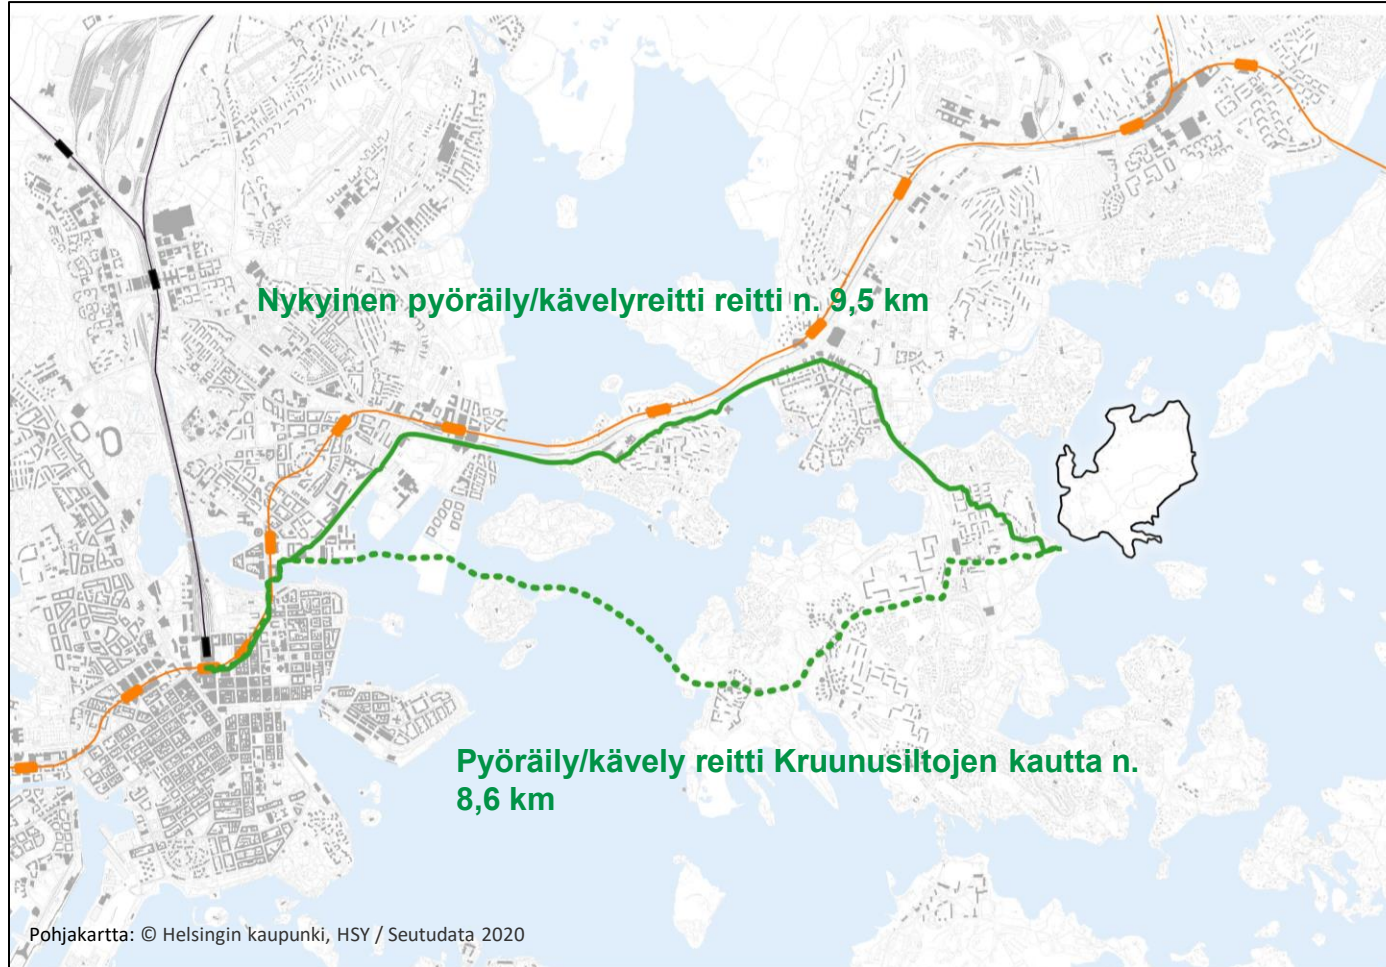 Nykyinen pyöräily/kävelyreitti reitti n. 9,5 km
Pyöräily/kävely reitti Kruunusiltojen kautta n.
8,6 km
Pohjakartta: © Helsingin kaupunki, HSY / Seutudata 2020